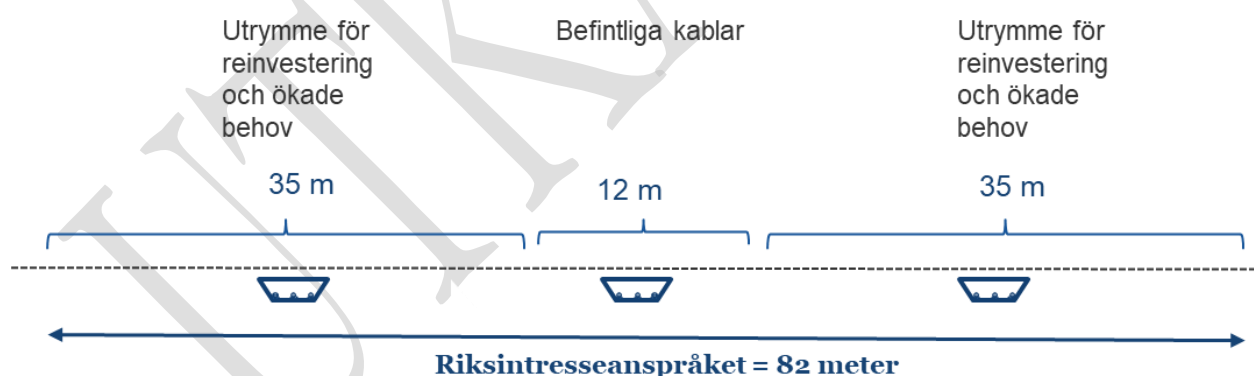 Utrymme för
reinvestering
och ökade
behov
Befintliga kablar
Utrymme för
reinvestering
och ökade
behov
35 m
12 m
35 m
Riksintresseanspråket = 82 meter